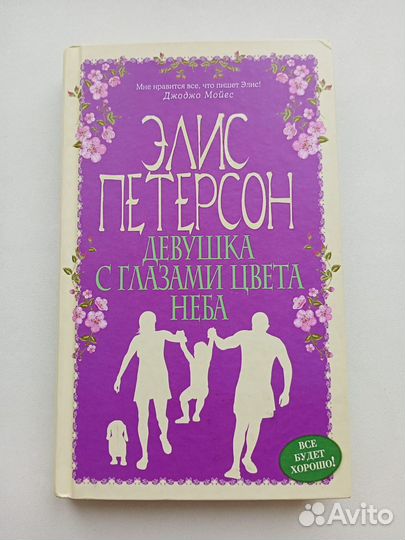 Мне нравится все, что пишет Элис!
Джоджо Мойес
ЭЛИС
ПЕТЕРСОН
ДЕВУШКА
С ГЛАЗАМИ ЦВЕТА
НЕБА
ВСЕ
БУДЕТ
ХОРОШО!
Avito